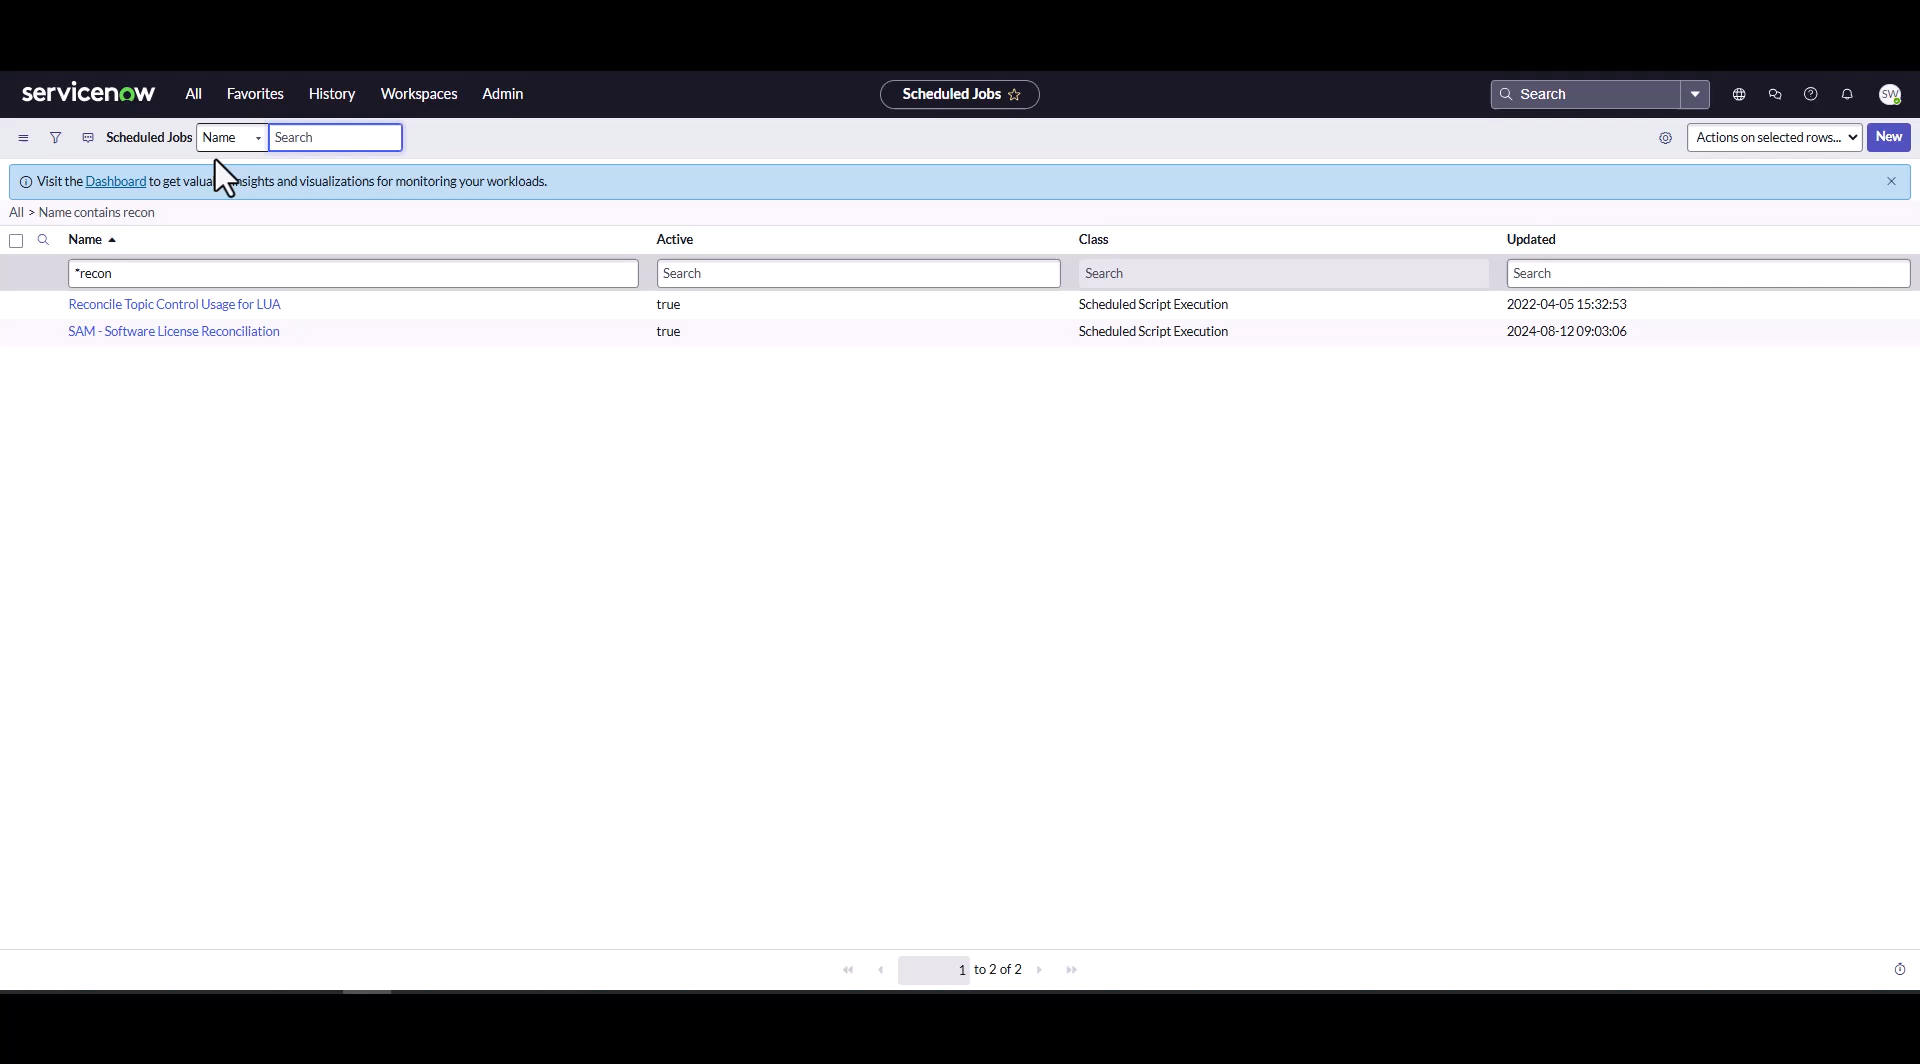 servicenow All Favorites History Workspaces Admin Scheduled Jobs Search SW
Scheduled Jobs Name Search Actions on selected rows... New
Visit the Dashboard to get valua insights and visualizations for monitoring your workloads.
All > Name contains recon
Name Active Class Updated
*recon Search Search Search
Reconcile Topic Control Usage for LUA true Scheduled Script Execution 2022-04-05 15:32:53
SAM - Software License Reconciliation true Scheduled Script Execution 2024-08-12 09:03:06
1 to 2 of 2